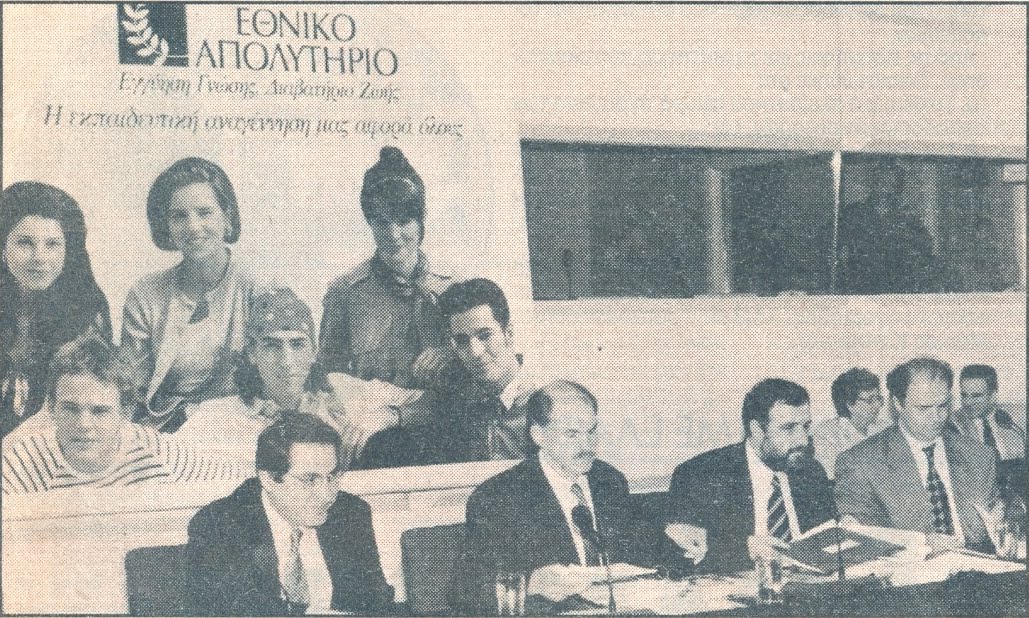 ΕΘΝΙΚΟ
ΑΠΟΛΥΤΗΡΙΟ
Εγγύηση Γνώσης, Διαβατήριο Ζωής
Η εκπαιδευτική αναγέννηση μας αφορά όλους